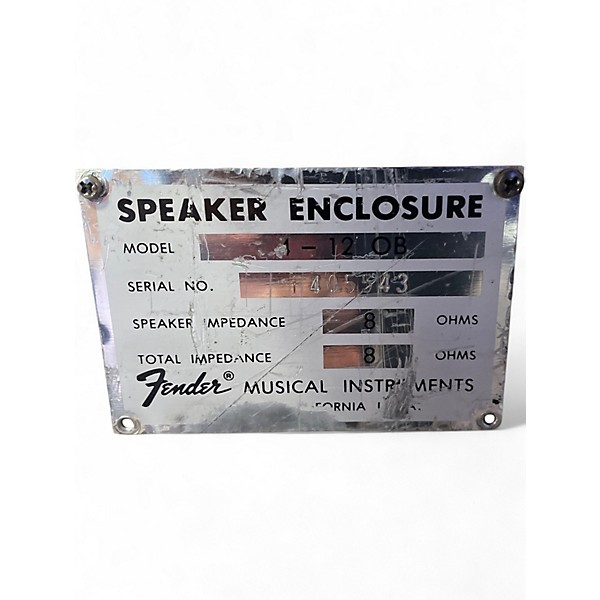 SPEAKER ENCLOSURE
MODEL 1-12 OB
SERIAL NO.
SPEAKER IMPEDANCE 8 OHMS
TOTAL IMPEDANCE 8 OHMS
Fender® MUSICAL INSTRUMENTS